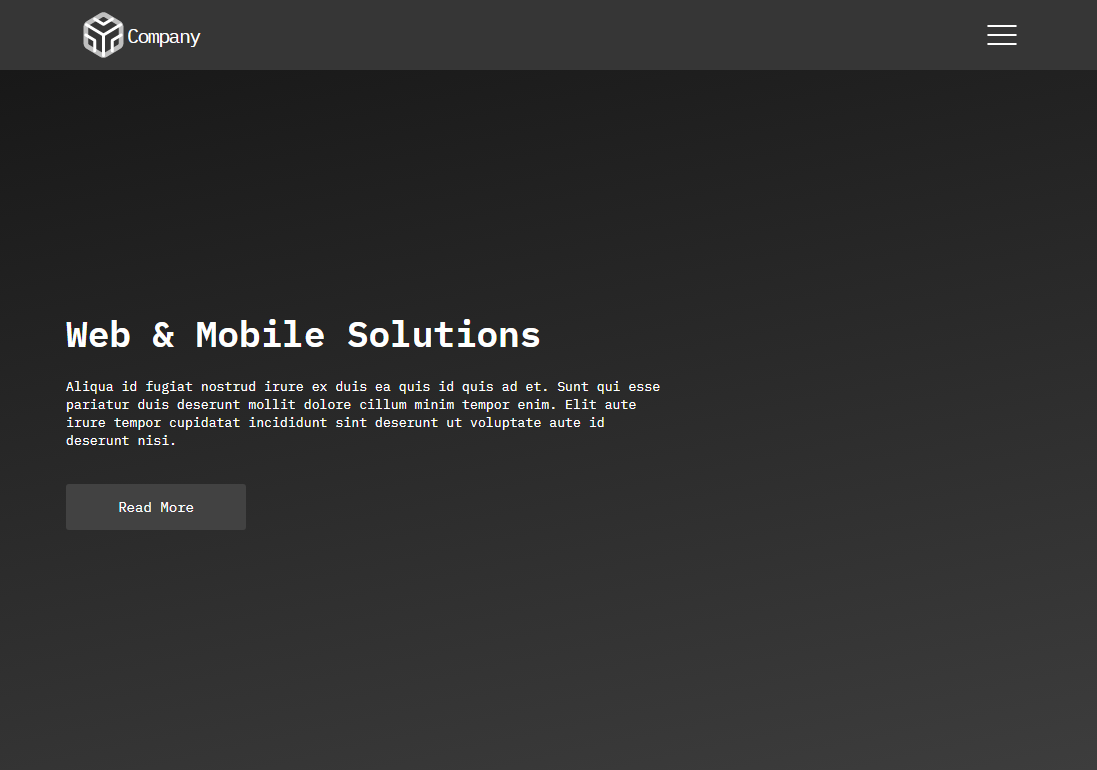 Company
Web & Mobile Solutions
Aliqua id fugiat nostrud irure ex duis ea quis id quis ad et. Sunt qui esse
pariatur duis deserunt mollit dolore cillum minim tempor enim. Elit aute
irure tempor cupidatat incididunt sint deserunt ut voluptate aute id
deserunt nisi.
Read More